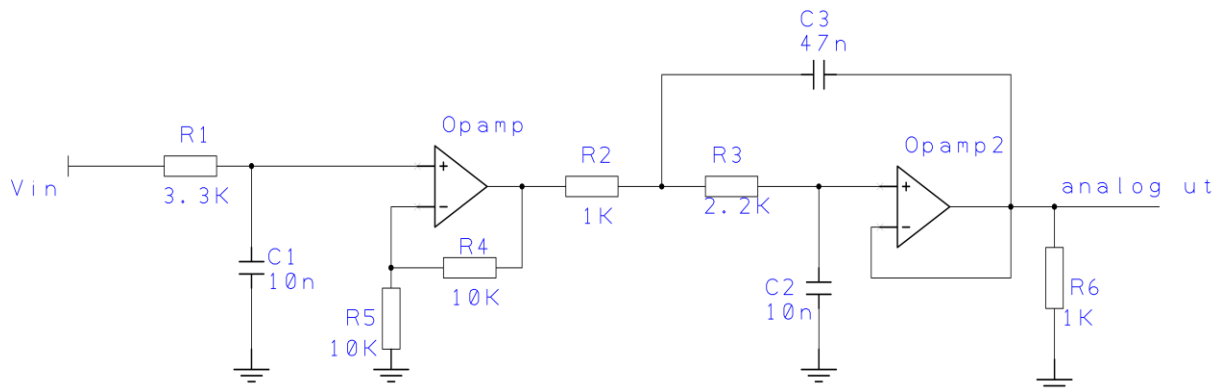 C3
47n
Opamp
R1
R2
R3
Opamp2
Vin
3.3K
1K
2.2K
analog ut
C1
10n
R4
10K
C2
10n
R6
1K
R5
10K